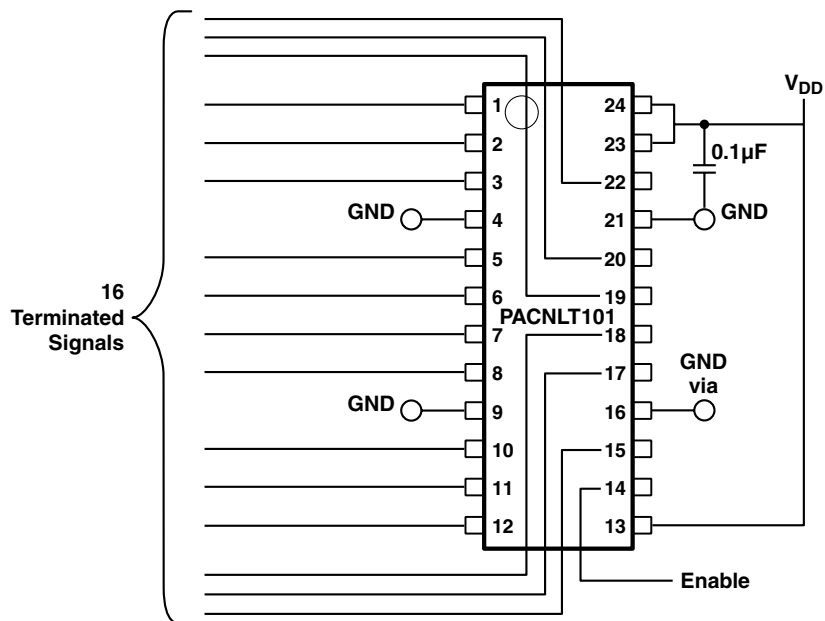 V_DD
1
24
2
23
0.1µF
3
22
GND
4
21
GND
5
20
16
Terminated
Signals
6
19
PACNLT101
7
18
8
17
GND
via
GND
9
16
10
15
11
14
12
13
Enable